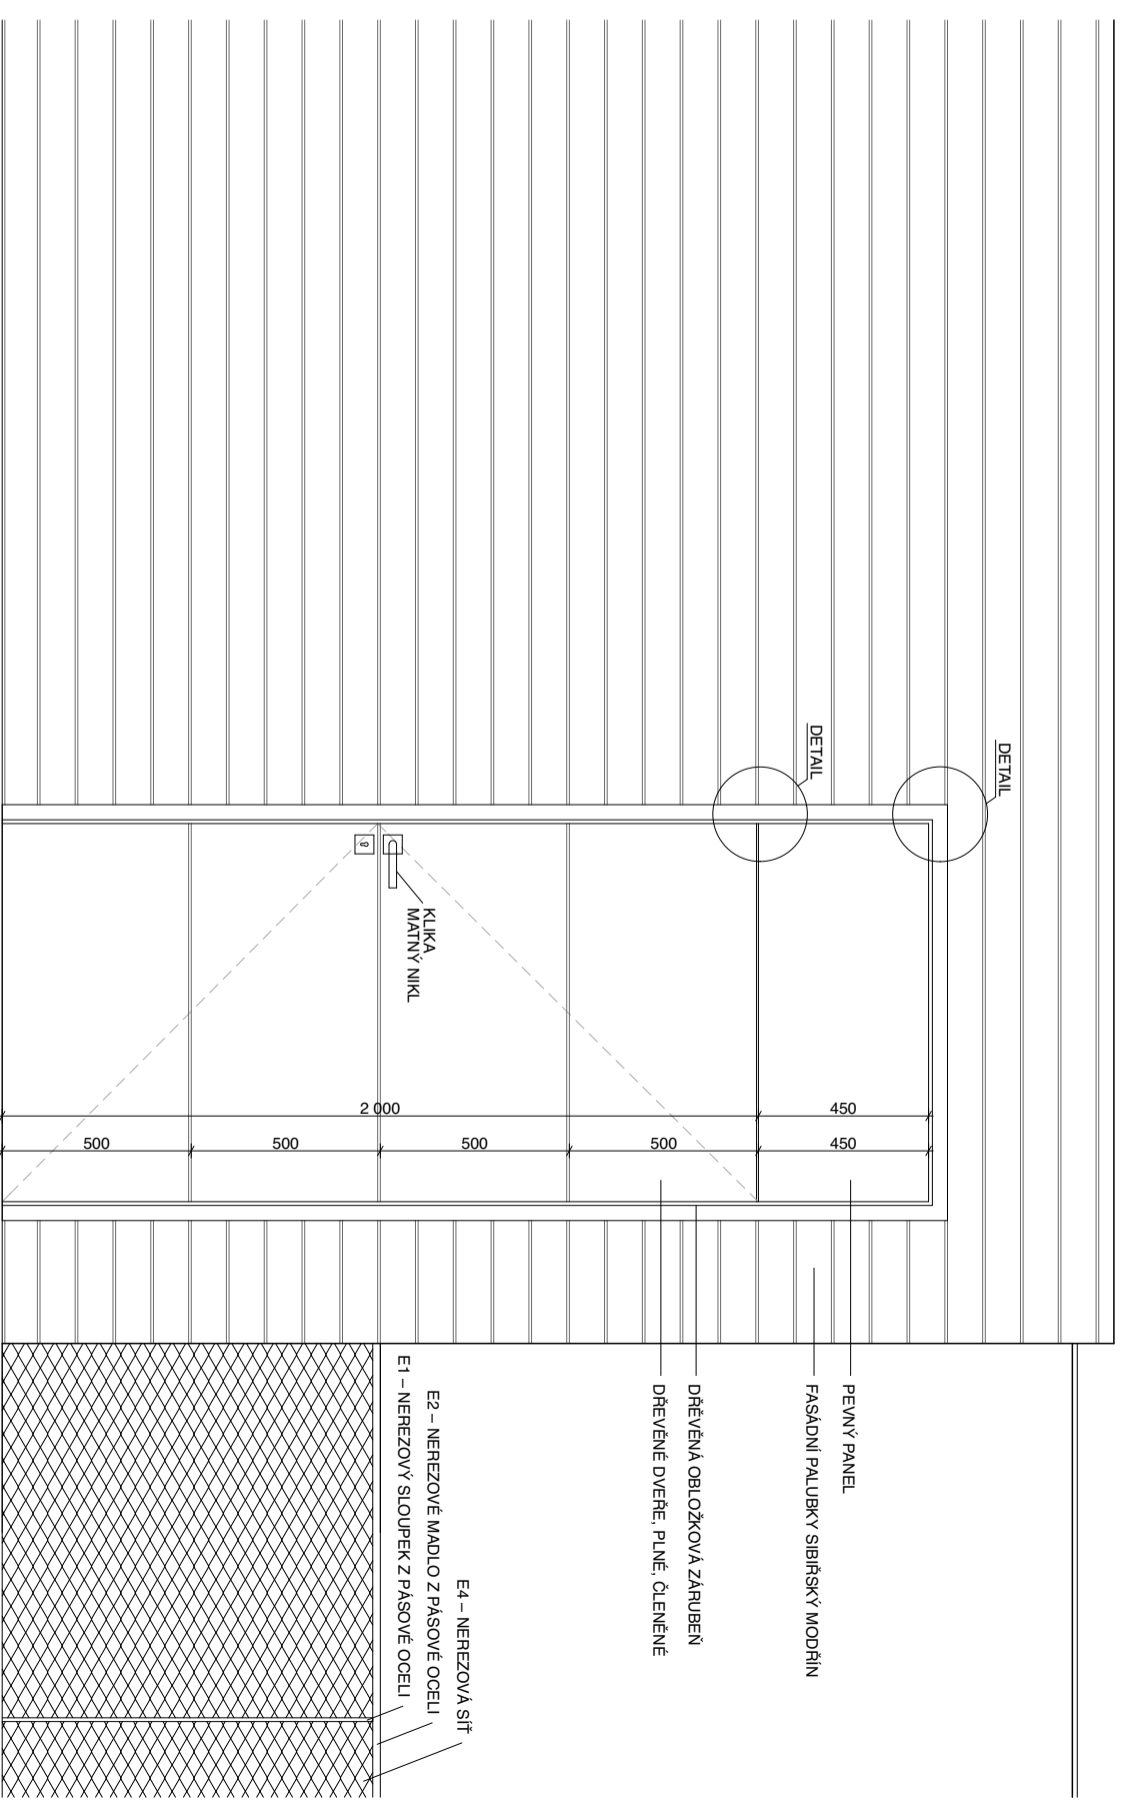 DETAIL
DETAIL
PEVNÝ PANEL
FASÁDNÍ PALUBKY SIBIŘSKÝ MODŘÍN
DŘĚVĚNÁ OBLOŽKOVÁ ZÁRUBEŇ
DŘEVĚNÉ DVEŘE, PLNÉ, ČLENĚNÉ
450
450
500
500
2 000
500
500
KLIKA
MATNÝ NIKL
E4 – NEREZOVÁ SÍŤ
E2 – NEREZOVÉ MADLO Z PÁSOVÉ OCELI
E1 – NEREZOVÝ SLOUPEK Z PÁSOVÉ OCELI